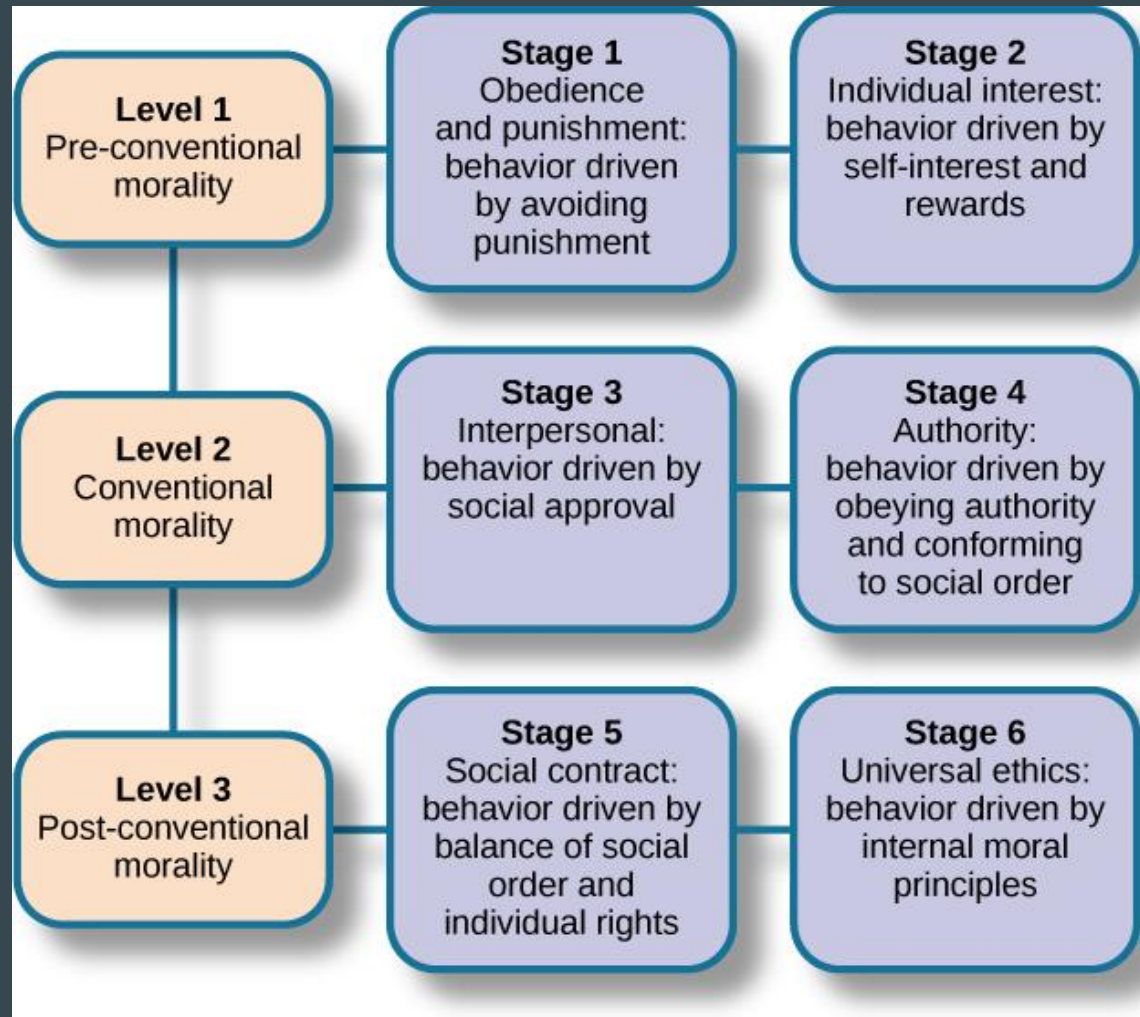 Level 1
Pre-conventional
morality
Stage 1
Obedience
and punishment:
behavior driven
by avoiding
punishment
Stage 2
Individual interest:
behavior driven by
self-interest and
rewards
Level 2
Conventional
morality
Stage 3
Interpersonal:
behavior driven by
social approval
Stage 4
Authority:
behavior driven by
obeying authority
and conforming
to social order
Level 3
Post-conventional
morality
Stage 5
Social contract:
behavior driven by
balance of social
order and
individual rights
Stage 6
Universal ethics:
behavior driven by
internal moral
principles